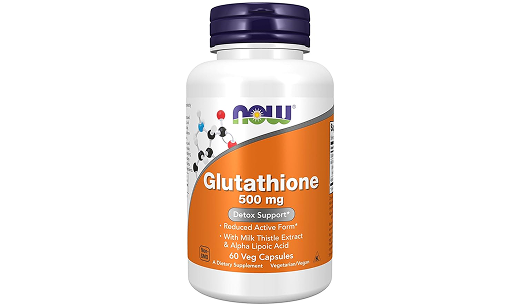 NOW
Glutathione
500 mg
Detox Support*
• Reduced Active Form*
• With Milk Thistle Extract
& Alpha Lipoic Acid
60 Veg Capsules
A Dietary Supplement Vegetarian/Vegan